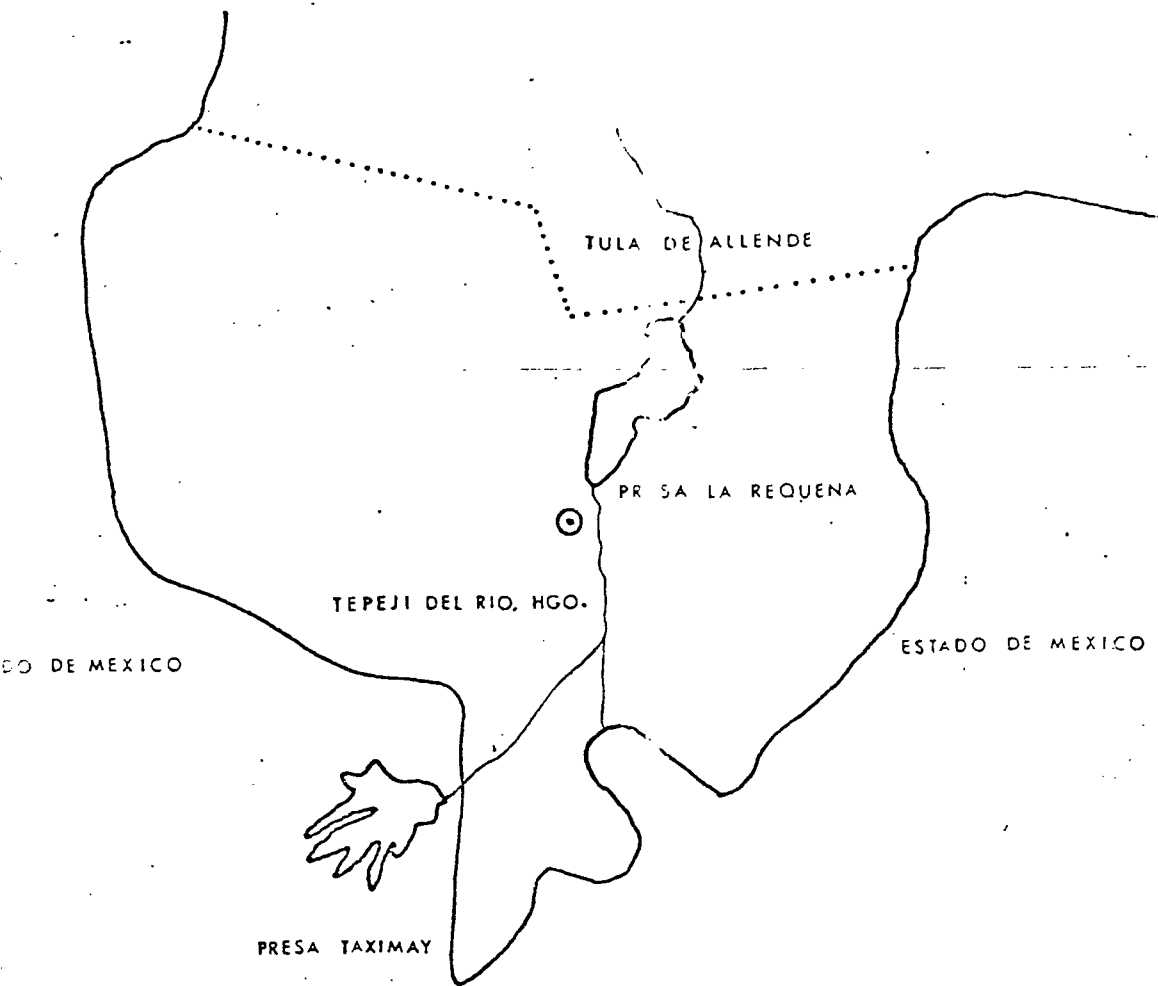 TULA DE ALLENDE
PR SA LA REQUENA
TEPEJI DEL RIO, HGO.
DO DE MEXICO
ESTADO DE MEXICO
PRESA TAXIMAY